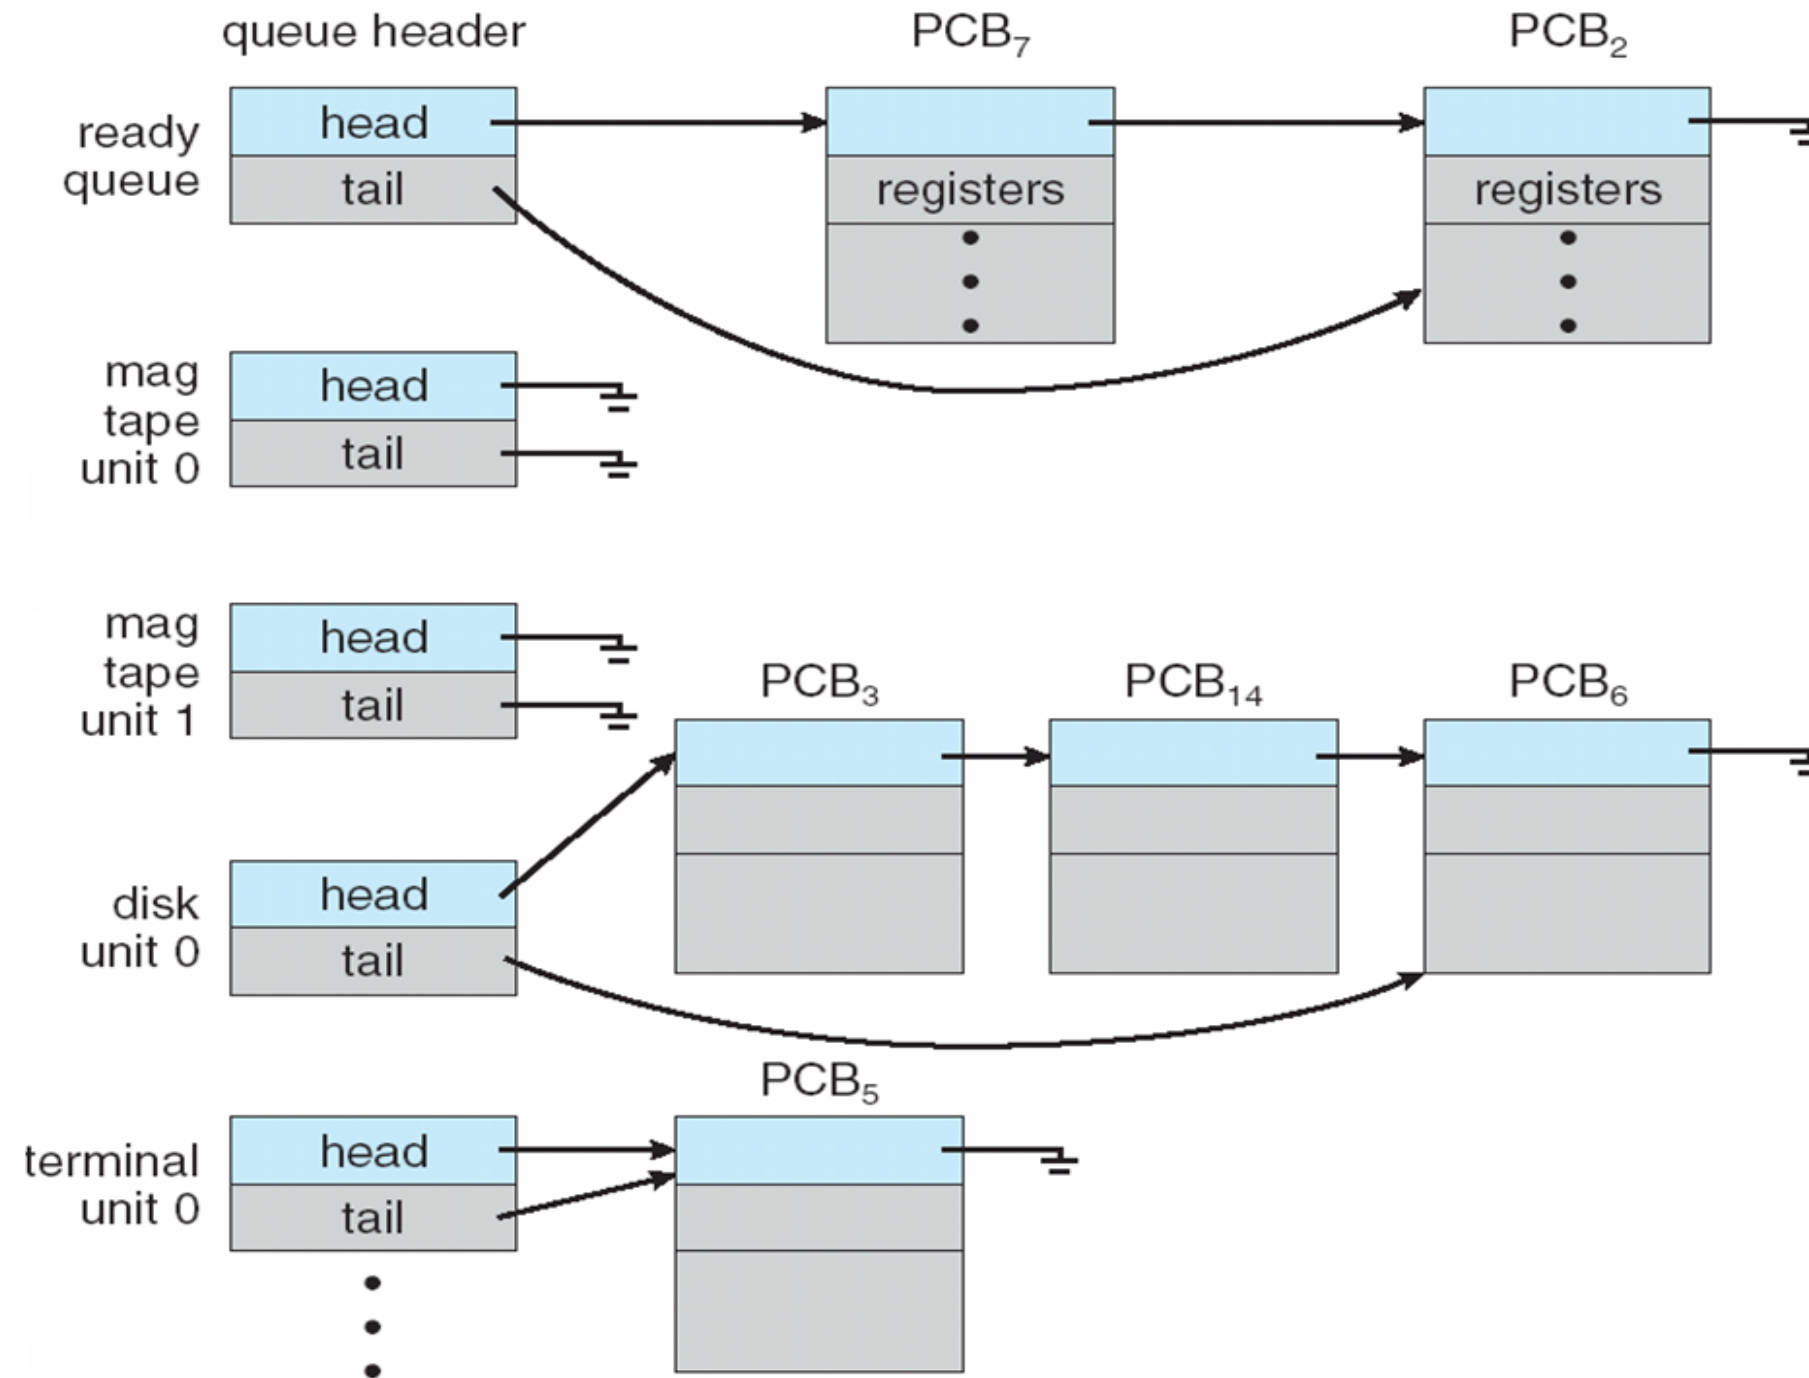 queue header
PCB₇
PCB₂
ready
queue
head
tail
registers
registers
mag
tape
unit 0
head
tail
mag
tape
unit 1
head
tail
PCB₃
PCB₁₄
PCB₆
disk
unit 0
head
tail
PCB₅
terminal
unit 0
head
tail